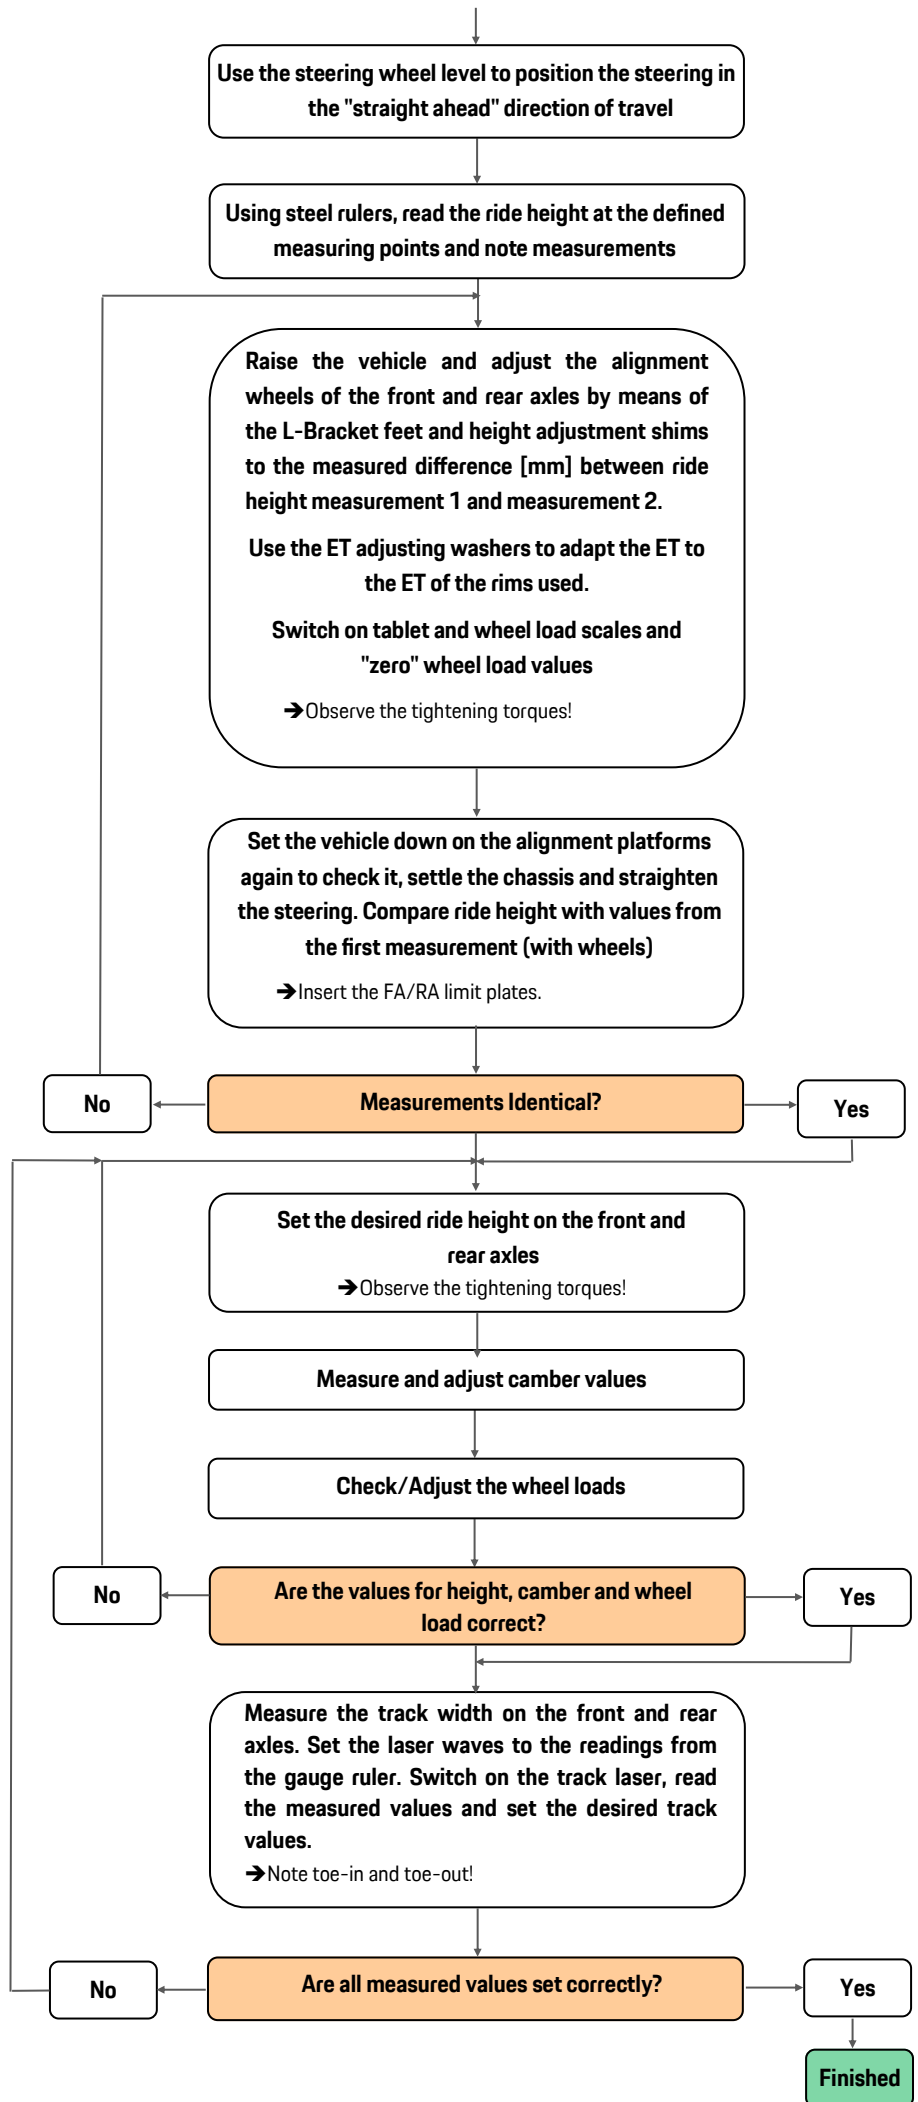 Use the steering wheel level to position the steering in
the "straight ahead" direction of travel
Using steel rulers, read the ride height at the defined
measuring points and note measurements
Raise the vehicle and adjust the alignment
wheels of the front and rear axles by means of
the L-Bracket feet and height adjustment shims
to the measured difference [mm] between ride
height measurement 1 and measurement 2.
Use the ET adjusting washers to adapt the ET to
the ET of the rims used.
Switch on tablet and wheel load scales and
"zero" wheel load values
➔Observe the tightening torques!
Set the vehicle down on the alignment platforms
again to check it, settle the chassis and straighten
the steering. Compare ride height with values from
the first measurement (with wheels)
➔Insert the FA/RA limit plates.
No
Measurements Identical?
Yes
Set the desired ride height on the front and
rear axles
➔Observe the tightening torques!
Measure and adjust camber values
Check/Adjust the wheel loads
No
Are the values for height, camber and wheel
load correct?
Yes
Measure the track width on the front and rear
axles. Set the laser waves to the readings from
the gauge ruler. Switch on the track laser, read
the measured values and set the desired track
values.
➔Note toe-in and toe-out!
No
Are all measured values set correctly?
Yes
Finished